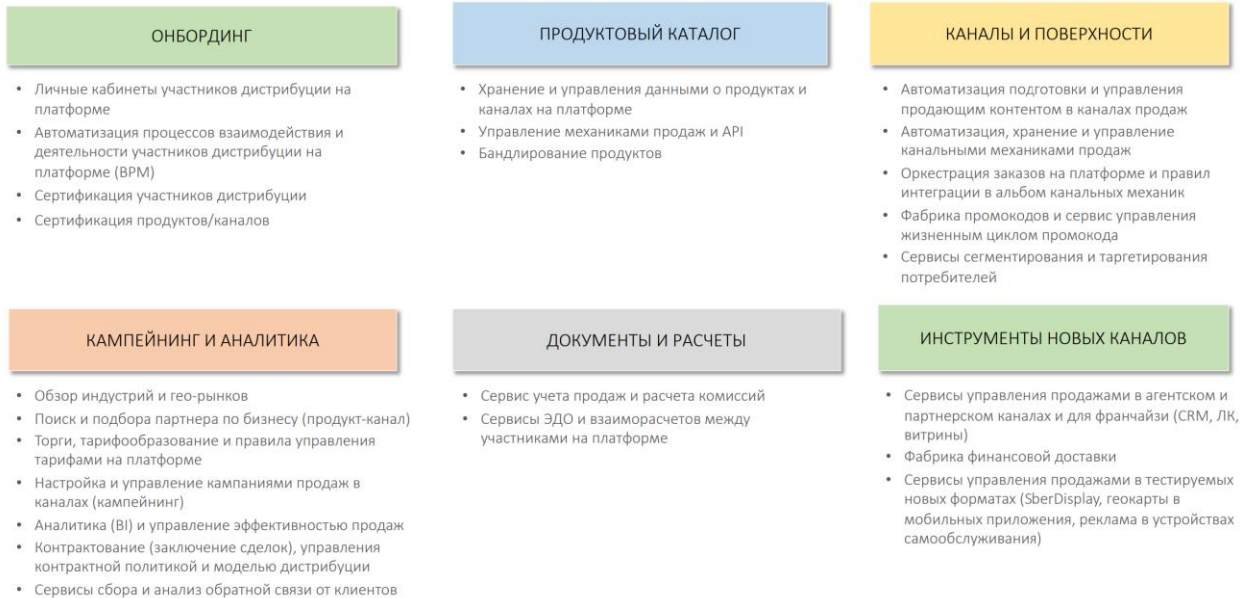 ОНБОРДИНГ
• Личные кабинеты участников дистрибуции на
платформе
• Автоматизация процессов взаимодействия и
деятельности участников дистрибуции на
платформе (BPM)
• Сертификация участников дистрибуции
• Сертификация продуктов/каналов
ПРОДУКТОВЫЙ КАТАЛОГ
• Хранение и управления данными о продуктах и
каналах на платформе
• Управление механиками продаж и API
• Бандлирование продуктов
КАНАЛЫ И ПОВЕРХНОСТИ
• Автоматизация подготовки и управления
продающим контентом в каналах продаж
• Автоматизация, хранение и управление
канальными механиками продаж
• Оркестрация заказов на платформе и правил
интеграции в альбом канальных механик
• Фабрика промокодов и сервис управления
жизненным циклом промокода
• Сервисы сегментирования и таргетирования
потребителей
КАМПЕЙНИНГ И АНАЛИТИКА
• Обзор индустрий и гео-рынков
• Поиск и подбора партнера по бизнесу (продукт-канал)
• Торги, тарифообразование и правила управления
тарифами на платформе
• Настройка и управление кампаниями продаж в
каналах (кампейнинг)
• Аналитика (BI) и управление эффективностью продаж
• Контрактование (заключение сделок), управления
контрактной политикой и моделью дистрибуции
• Сервисы сбора и анализ обратной связи от клиентов
ДОКУМЕНТЫ И РАСЧЕТЫ
• Сервис учета продаж и расчета комиссий
• Сервисы ЭДО и взаиморасчетов между
участниками на платформе
ИНСТРУМЕНТЫ НОВЫХ КАНАЛОВ
• Сервисы управления продажами в агентском и
партнерском каналах и для франчайзи (CRM, ЛК,
витрины)
• Фабрика финансовой доставки
• Сервисы управления продажами в тестируемых
новых форматах (SberDisplay, геокарты в
мобильных приложения, реклама в устройствах
самообслуживания)